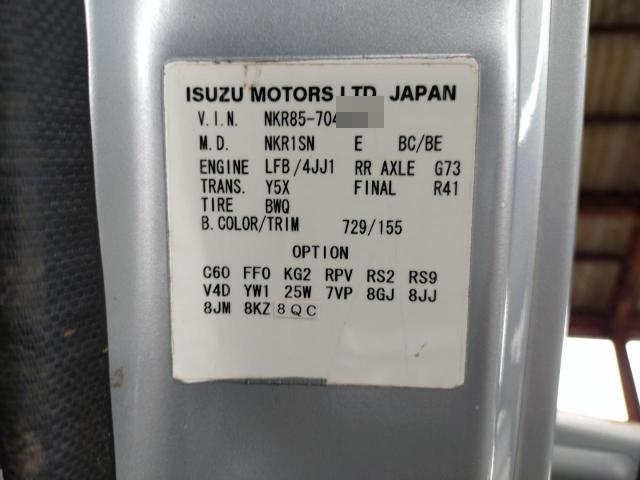 ISUZU MOTORS LTD. JAPAN
V.I.N. NKR85-704
M.D. NKR1SN E BC/BE
ENGINE LFB/4JJ1 RR AXLE G73
TRANS. Y5X FINAL R41
TIRE BWQ
B.COLOR/TRIM 729/155
OPTION
C60 FF0 KG2 RPV RS2 RS9
V4D YW1 25W 7VP 8GJ 8JJ
8JM 8KZ 8QC